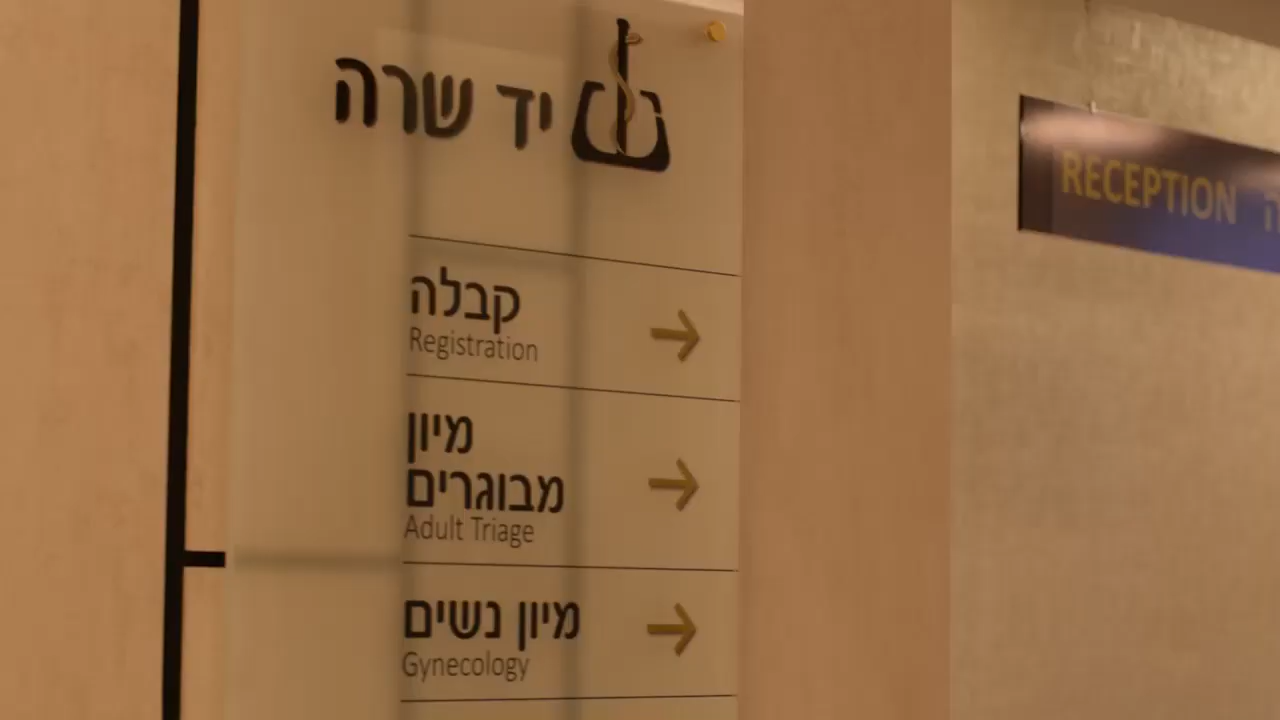 יד שרה
קבלה
Registration
מיון
מבוגרים
Adult Triage
מיון נשים
Gynecology
RECEPTION